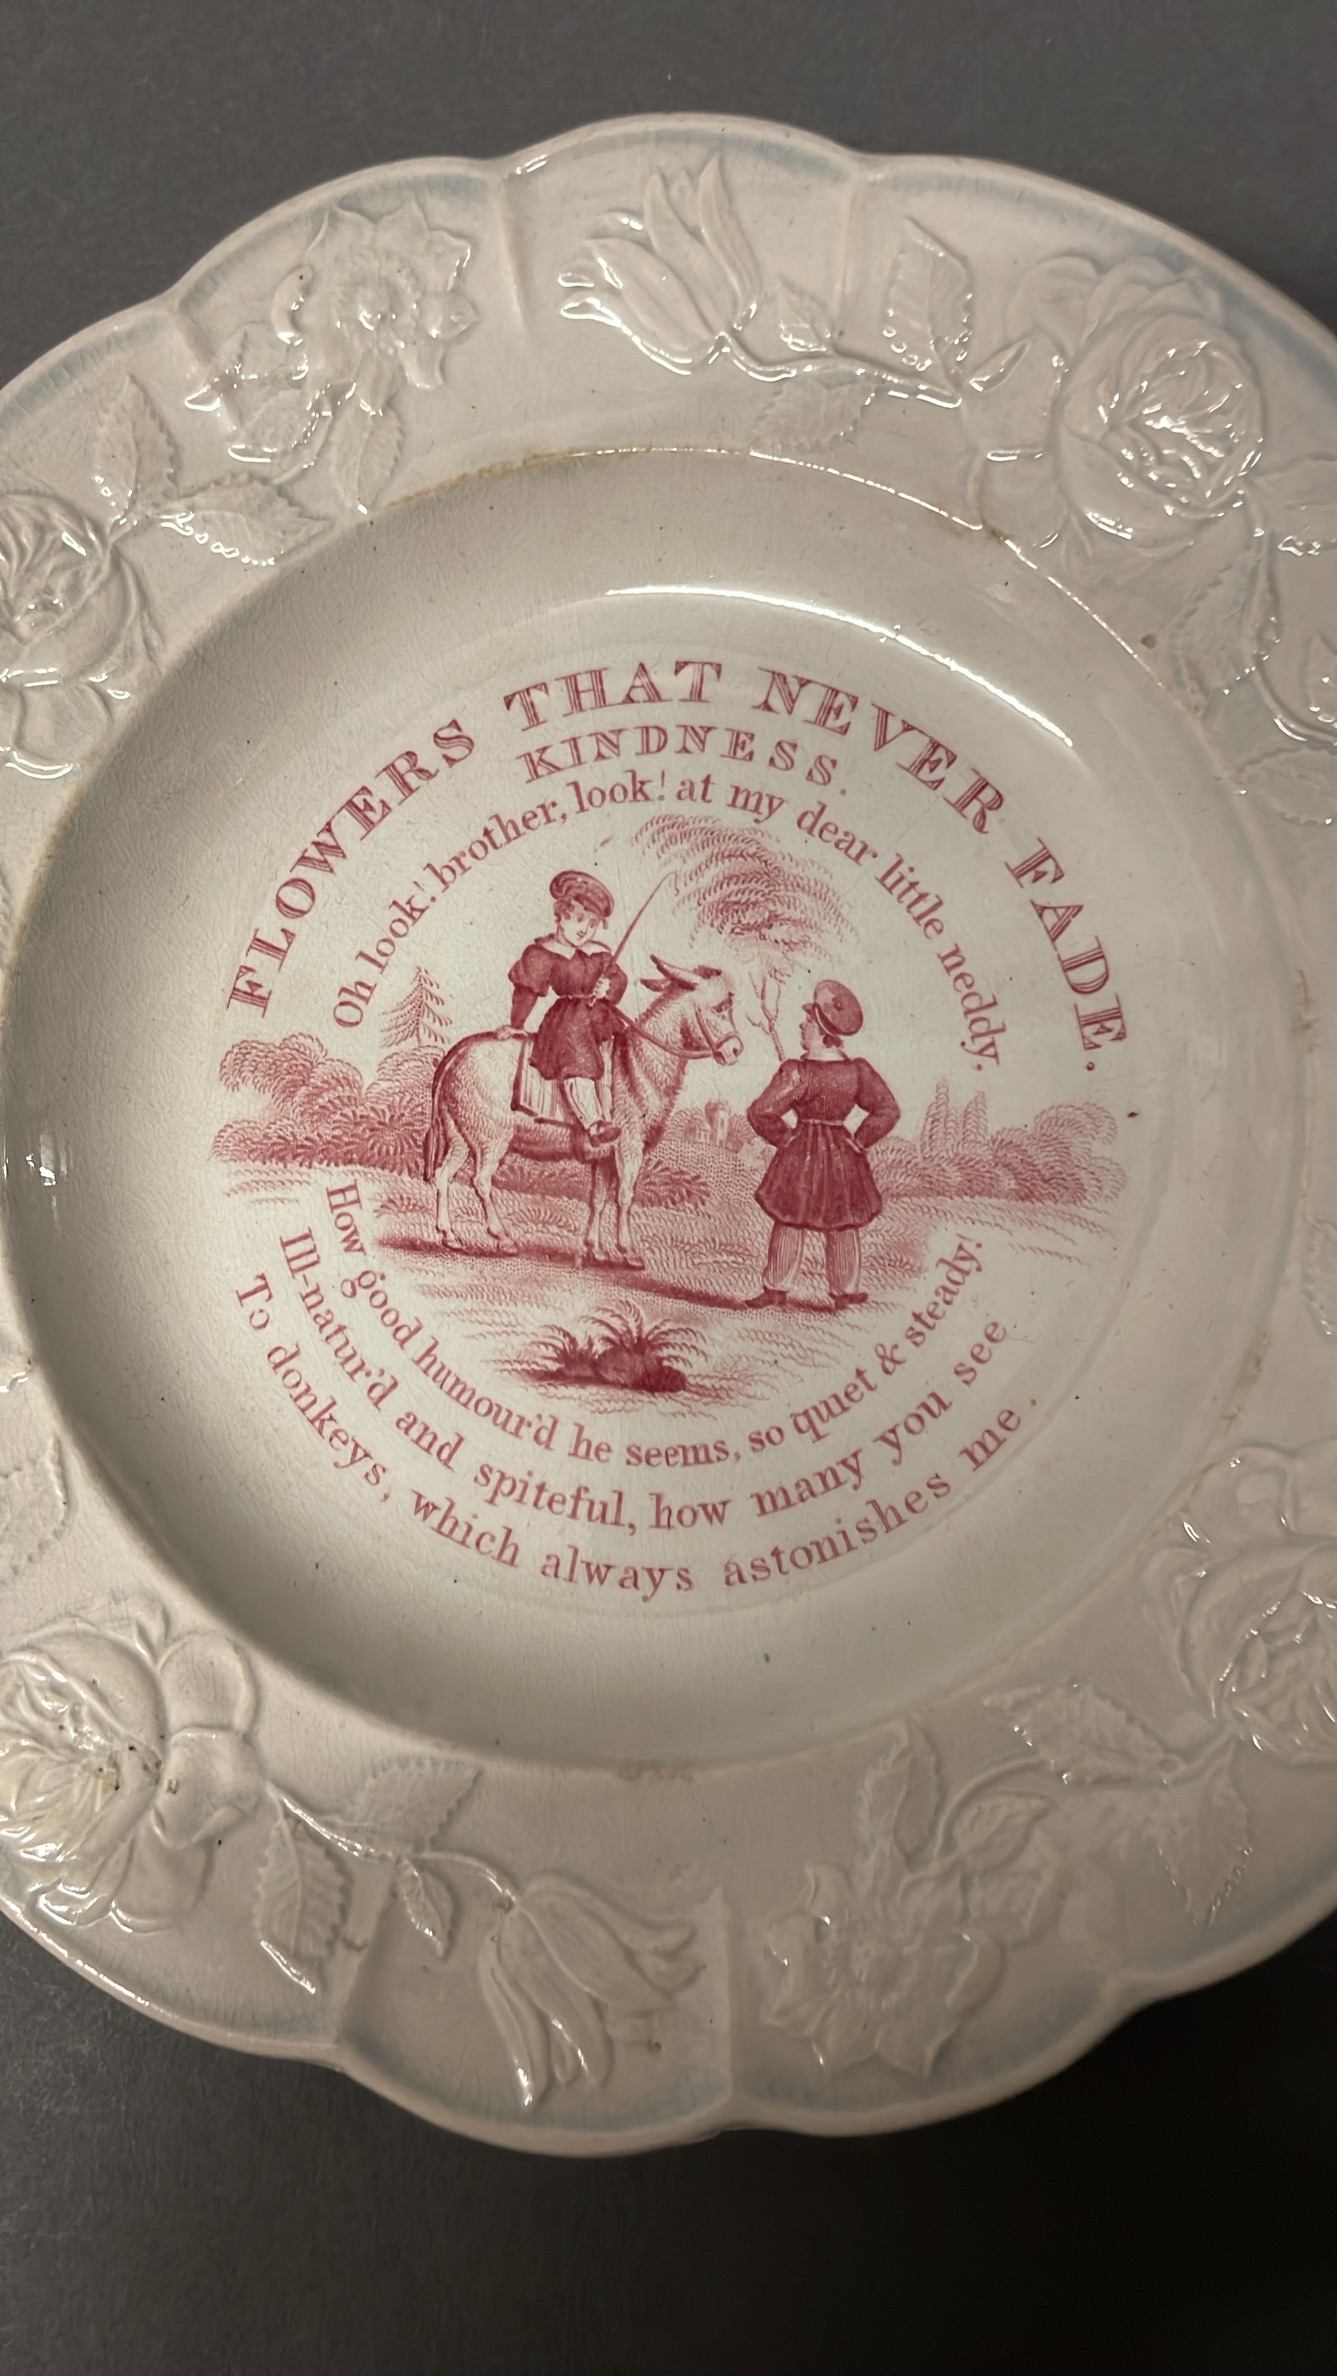 FLOWERS THAT NEVER FADE.
KINDNESS.
Oh look! brother, look! at my dear little neddy,
How good humour'd he seems, so quiet & steady!
Ill-natur'd and spiteful, how many you see
To donkeys, which always astonishes me.